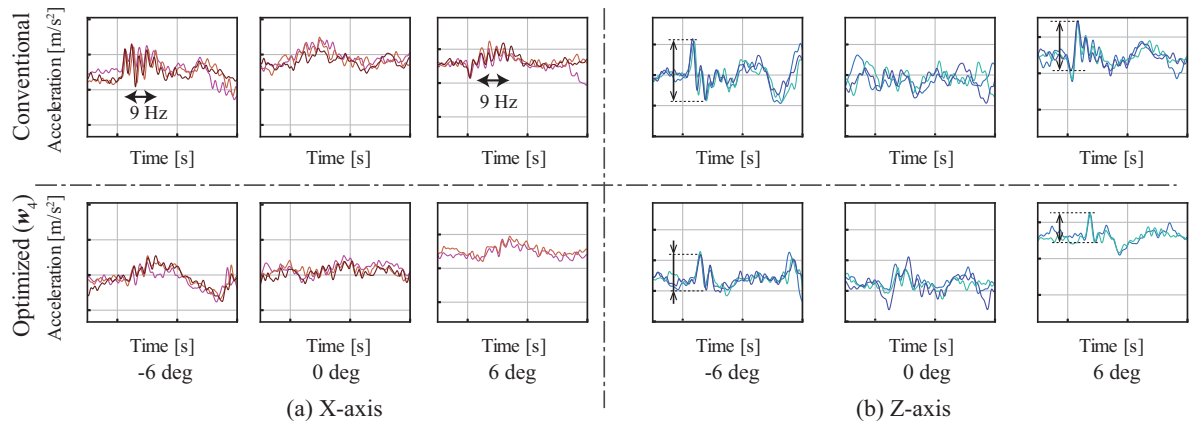 Conventional
Acceleration [m/s²]
9 Hz
9 Hz
Time [s]
Time [s]
Time [s]
Time [s]
Time [s]
Time [s]
Optimized (w₄)
Acceleration [m/s²]
Time [s]
Time [s]
Time [s]
Time [s]
Time [s]
Time [s]
-6 deg
0 deg
6 deg
-6 deg
0 deg
6 deg
(a) X-axis
(b) Z-axis